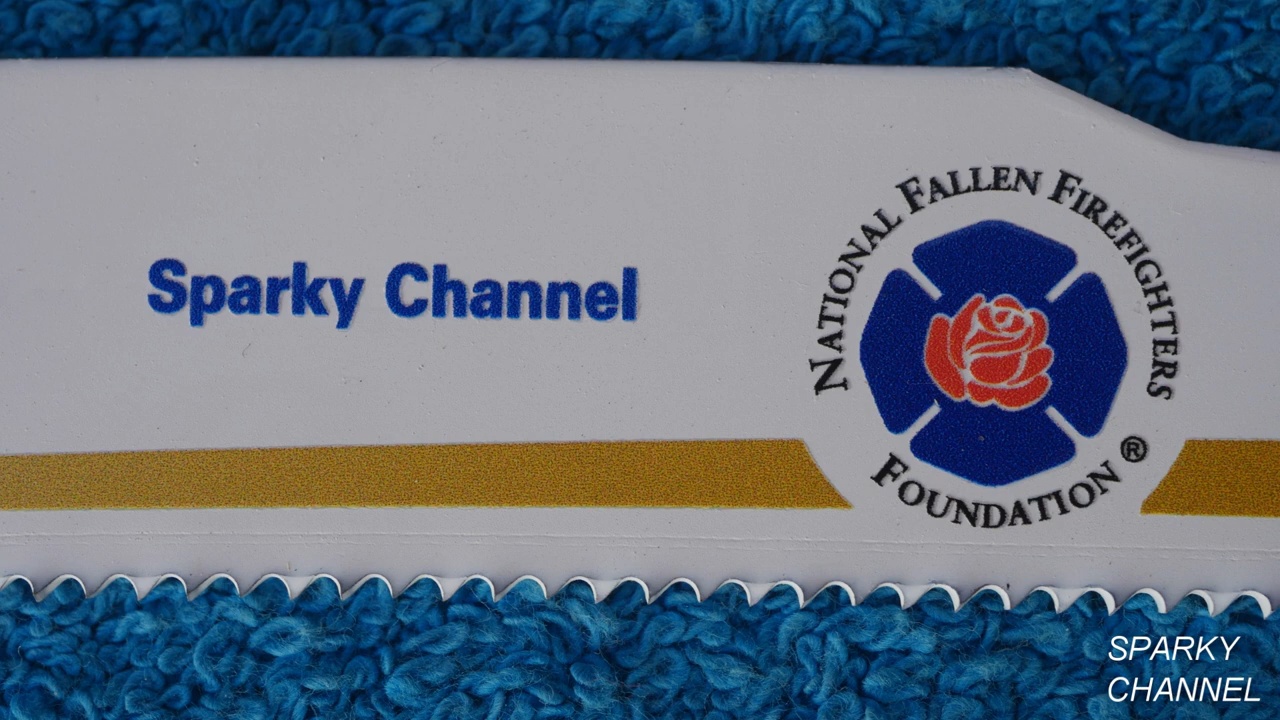 Sparky Channel
NATIONAL FALLEN FIREFIGHTERS
FOUNDATION ®
SPARKY
CHANNEL